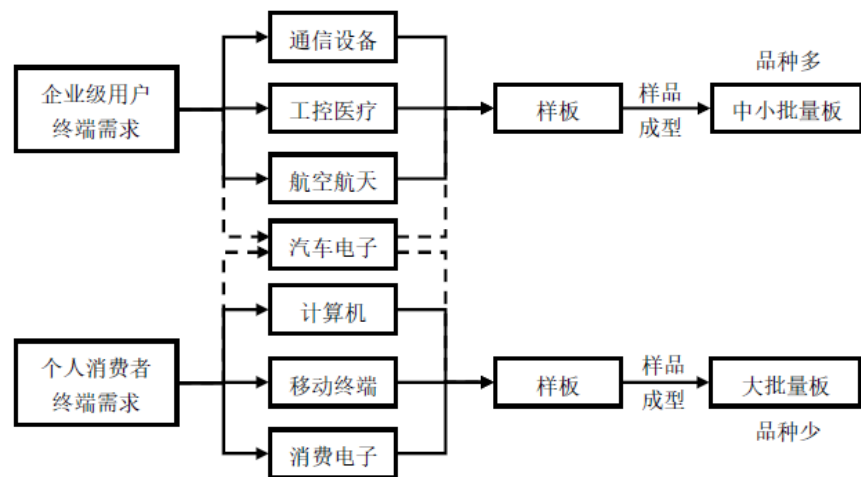 通信设备
品种多
企业级用户
终端需求
工控医疗
样板
样品
成型
中小批量板
航空航天
汽车电子
计算机
个人消费者
终端需求
移动终端
样板
样品
成型
大批量板
品种少
消费电子